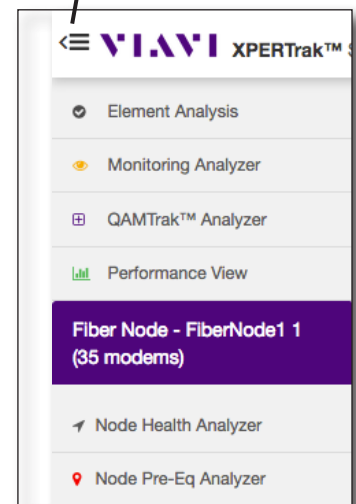 VIAVI XPERTrak™
Element Analysis
Monitoring Analyzer
QAMTrak™ Analyzer
Performance View
Fiber Node - FiberNode1 1
(35 modems)
Node Health Analyzer
Node Pre-Eq Analyzer